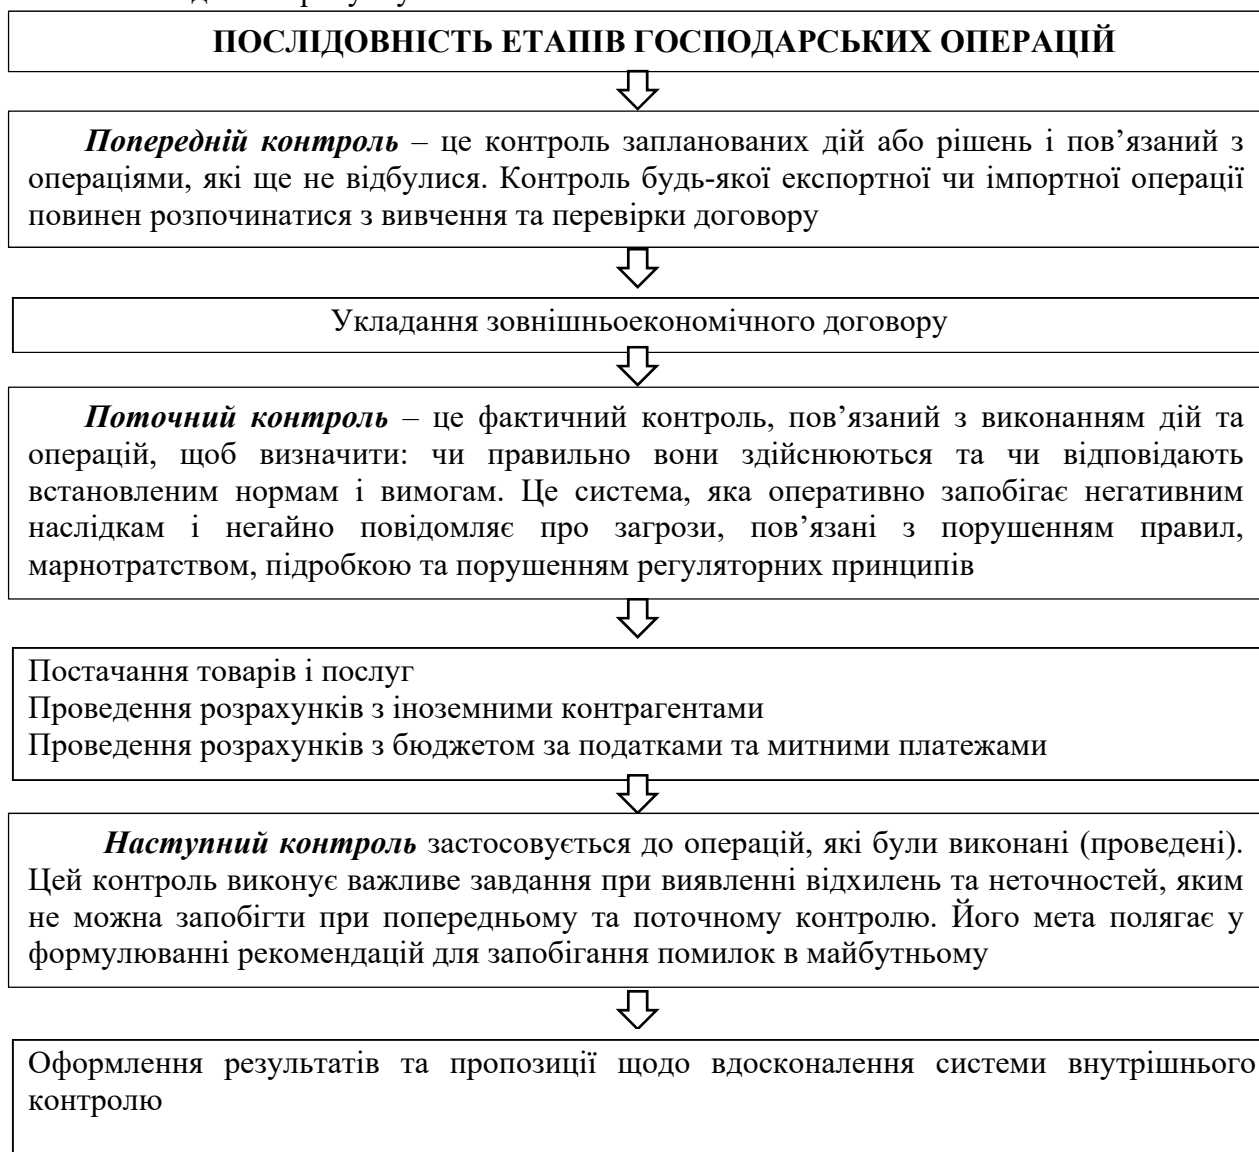 ПОСЛІДОВНІСТЬ ЕТАПІВ ГОСПОДАРСЬКИХ ОПЕРАЦІЙ
Попередній контроль – це контроль запланованих дій або рішень і пов’язаний з
операціями, які ще не відбулися. Контроль будь-якої експортної чи імпортної операції
повинен розпочинатися з вивчення та перевірки договору
Укладання зовнішньоекономічного договору
Поточний контроль – це фактичний контроль, пов’язаний з виконанням дій та
операцій, щоб визначити: чи правильно вони здійснюються та чи відповідають
встановленим нормам і вимогам. Це система, яка оперативно запобігає негативним
наслідкам і негайно повідомляє про загрози, пов’язані з порушенням правил,
марнотратством, підробкою та порушенням регуляторних принципів
Постачання товарів і послуг
Проведення розрахунків з іноземними контрагентами
Проведення розрахунків з бюджетом за податками та митними платежами
Наступний контроль застосовується до операцій, які були виконані (проведені).
Цей контроль виконує важливе завдання при виявленні відхилень та неточностей, яким
не можна запобігти при попередньому та поточному контролю. Його мета полягає у
формулюванні рекомендацій для запобігання помилок в майбутньому
Оформлення результатів та пропозиції щодо вдосконалення системи внутрішнього
контролю